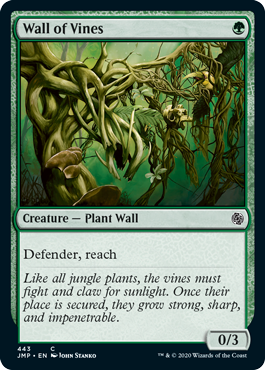 Wall of Vines
Creature — Plant Wall
Defender, reach
Like all jungle plants, the vines must
fight and claw for sunlight. Once their
place is secured, they grow strong, sharp,
and impenetrable.
0/3
443 C
JMP • EN John Stanko
™ & © 2020 Wizards of the Coast